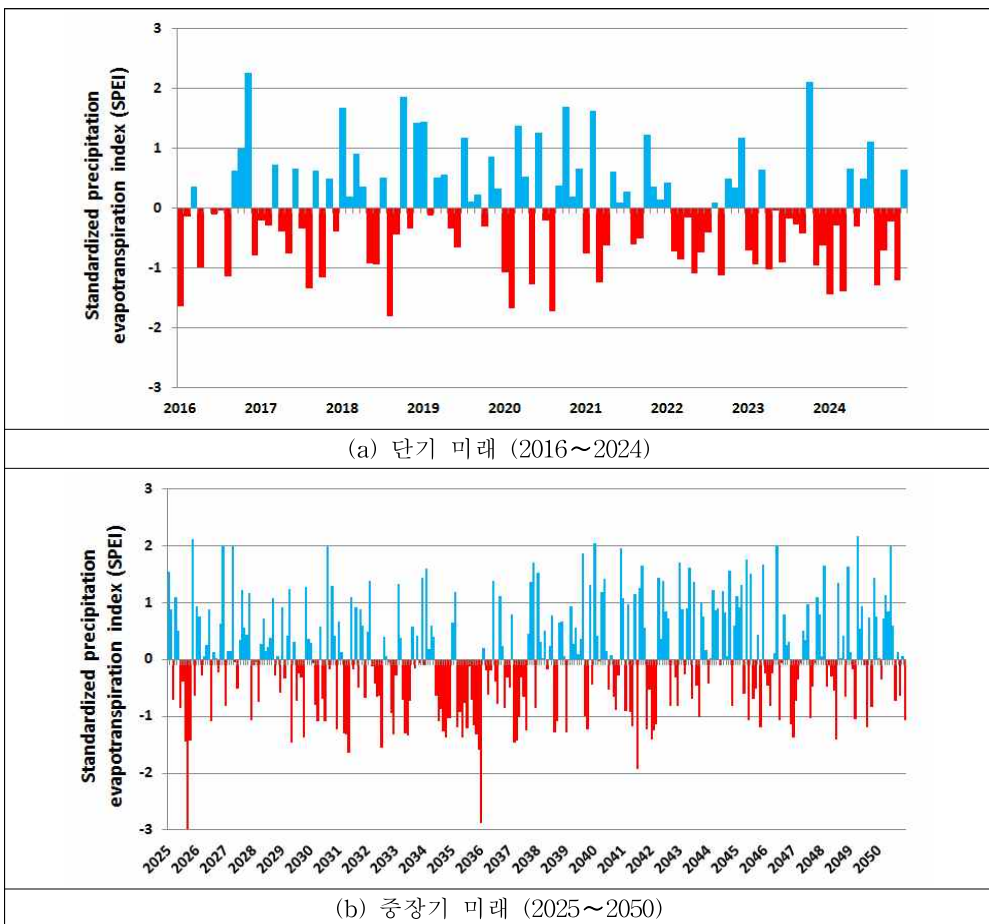 Standardized precipitation
evapotranspiration index (SPEI)
3
2
1
0
-1
-2
-3
2016 2017 2018 2019 2020 2021 2022 2023 2024
(a) 단기 미래 (2016～2024)
Standardized precipitation
evapotranspiration index (SPEI)
3
2
1
0
-1
-2
-3
2025 2026 2027 2028 2029 2030 2031 2032 2033 2034 2035 2036 2037 2038 2039 2040 2041 2042 2043 2044 2045 2046 2047 2048 2049 2050
(b) 중장기 미래 (2025～2050)